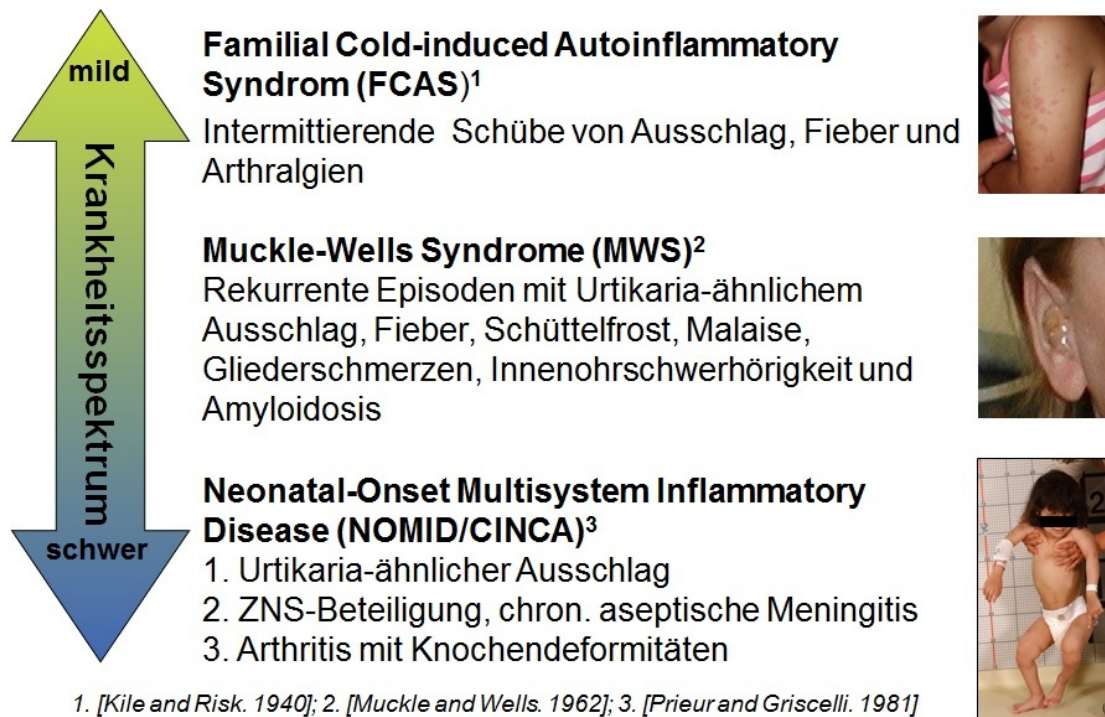 mild
Krankheitsspektrum
schwer
Familial Cold-induced Autoinflammatory
Syndrom (FCAS)¹
Intermittierende Schübe von Ausschlag, Fieber und
Arthralgien
Muckle-Wells Syndrome (MWS)²
Rekurrente Episoden mit Urtikaria-ähnlichem
Ausschlag, Fieber, Schüttelfrost, Malaise,
Gliederschmerzen, Innenohrschwerhörigkeit und
Amyloidosis
Neonatal-Onset Multisystem Inflammatory
Disease (NOMID/CINCA)³
1. Urtikaria-ähnlicher Ausschlag
2. ZNS-Beteiligung, chron. aseptische Meningitis
3. Arthritis mit Knochendeformitäten
2
1. [Kile and Risk. 1940]; 2. [Muckle and Wells. 1962]; 3. [Prieur and Griscelli. 1981]